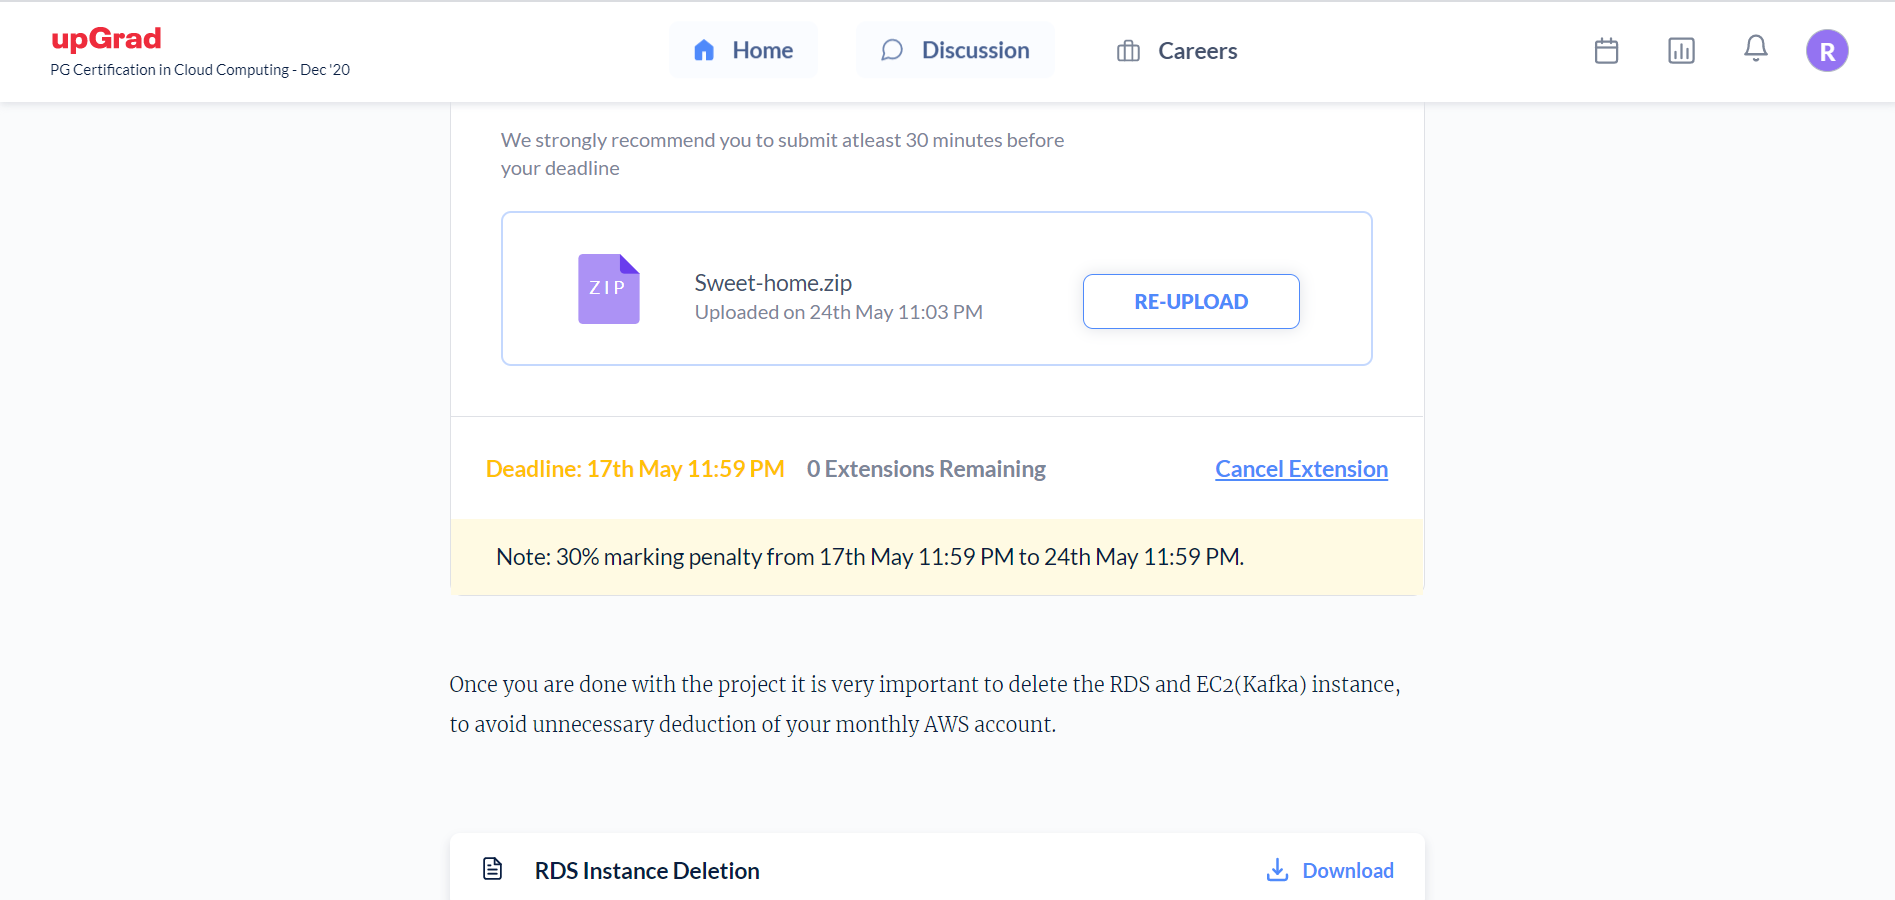 upGrad
PG Certification in Cloud Computing - Dec '20
Home
Discussion
Careers
R
We strongly recommend you to submit atleast 30 minutes before
your deadline
ZIP
Sweet-home.zip
Uploaded on 24th May 11:03 PM
RE-UPLOAD
Deadline: 17th May 11:59 PM
0 Extensions Remaining
Cancel Extension
Note: 30% marking penalty from 17th May 11:59 PM to 24th May 11:59 PM.
Once you are done with the project it is very important to delete the RDS and EC2(Kafka) instance,
to avoid unnecessary deduction of your monthly AWS account.
RDS Instance Deletion
Download